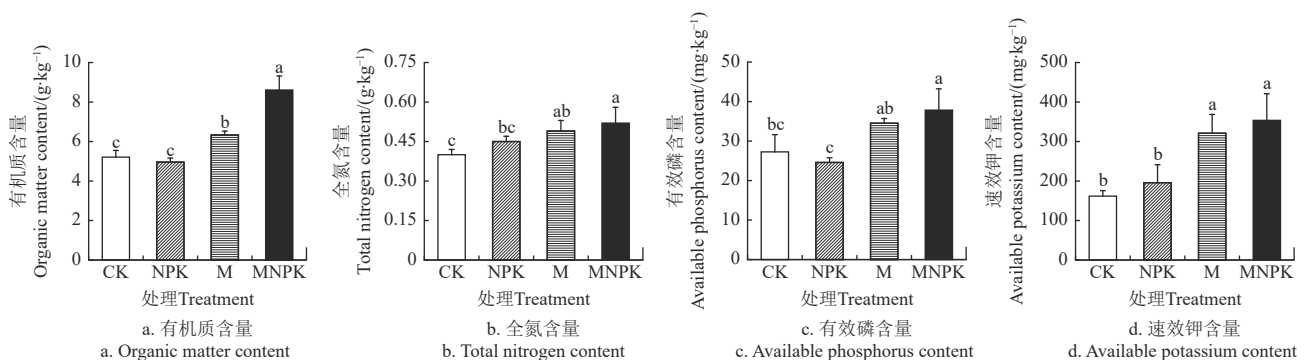 有机质含量
Organic matter content/(g·kg⁻¹)
10
8
6
4
2
0
c
c
b
a
CK NPK M MNPK
处理Treatment
a. 有机质含量
a. Organic matter content
全氮含量
Total nitrogen content/(g·kg⁻¹)
0.75
0.60
0.45
0.30
0.15
0
c
bc
ab
a
CK NPK M MNPK
处理Treatment
b. 全氮含量
b. Total nitrogen content
有效磷含量
Available phosphorus content/(mg·kg⁻¹)
50
40
30
20
10
0
bc
c
ab
a
CK NPK M MNPK
处理Treatment
c. 有效磷含量
c. Available phosphorus content
速效钾含量
Available potassium content/(mg·kg⁻¹)
500
400
300
200
100
0
b
b
a
a
CK NPK M MNPK
处理Treatment
d. 速效钾含量
d. Available potassium content